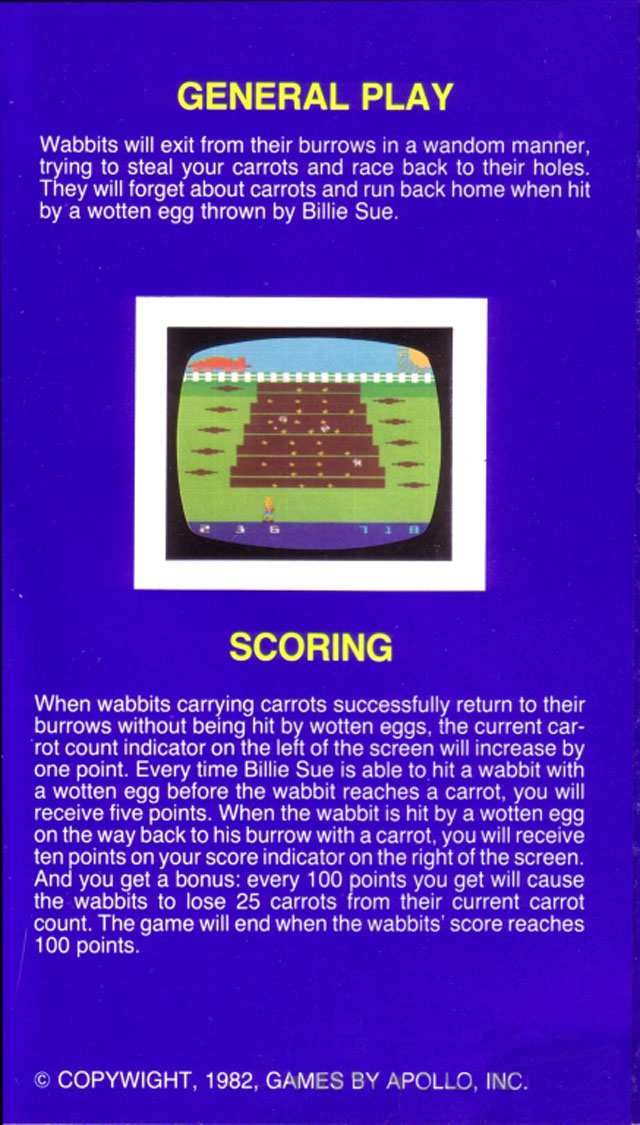 GENERAL PLAY
Wabbits will exit from their burrows in a wandom manner,
trying to steal your carrots and race back to their holes.
They will forget about carrots and run back home when hit
by a wotten egg thrown by Billie Sue.
2 3 6 7 1 8
SCORING
When wabbits carrying carrots successfully return to their
burrows without being hit by wotten eggs, the current car-
rot count indicator on the left of the screen will increase by
one point. Every time Billie Sue is able to hit a wabbit with
a wotten egg before the wabbit reaches a carrot, you will
receive five points. When the wabbit is hit by a wotten egg
on the way back to his burrow with a carrot, you will receive
ten points on your score indicator on the right of the screen.
And you get a bonus: every 100 points you get will cause
the wabbits to lose 25 carrots from their current carrot
count. The game will end when the wabbits' score reaches
100 points.
© COPYWIGHT, 1982, GAMES BY APOLLO, INC.